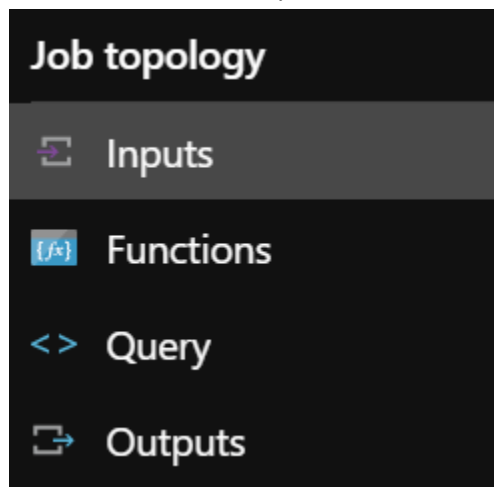 Job topology
Inputs
{fx} Functions
<> Query
Outputs